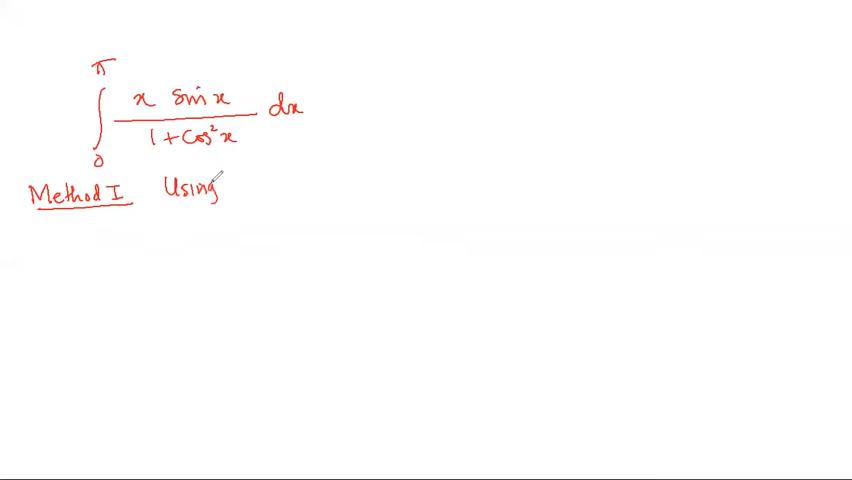 ∫₀^π (x sin x)/(1+cos²x) dx
Method I Using